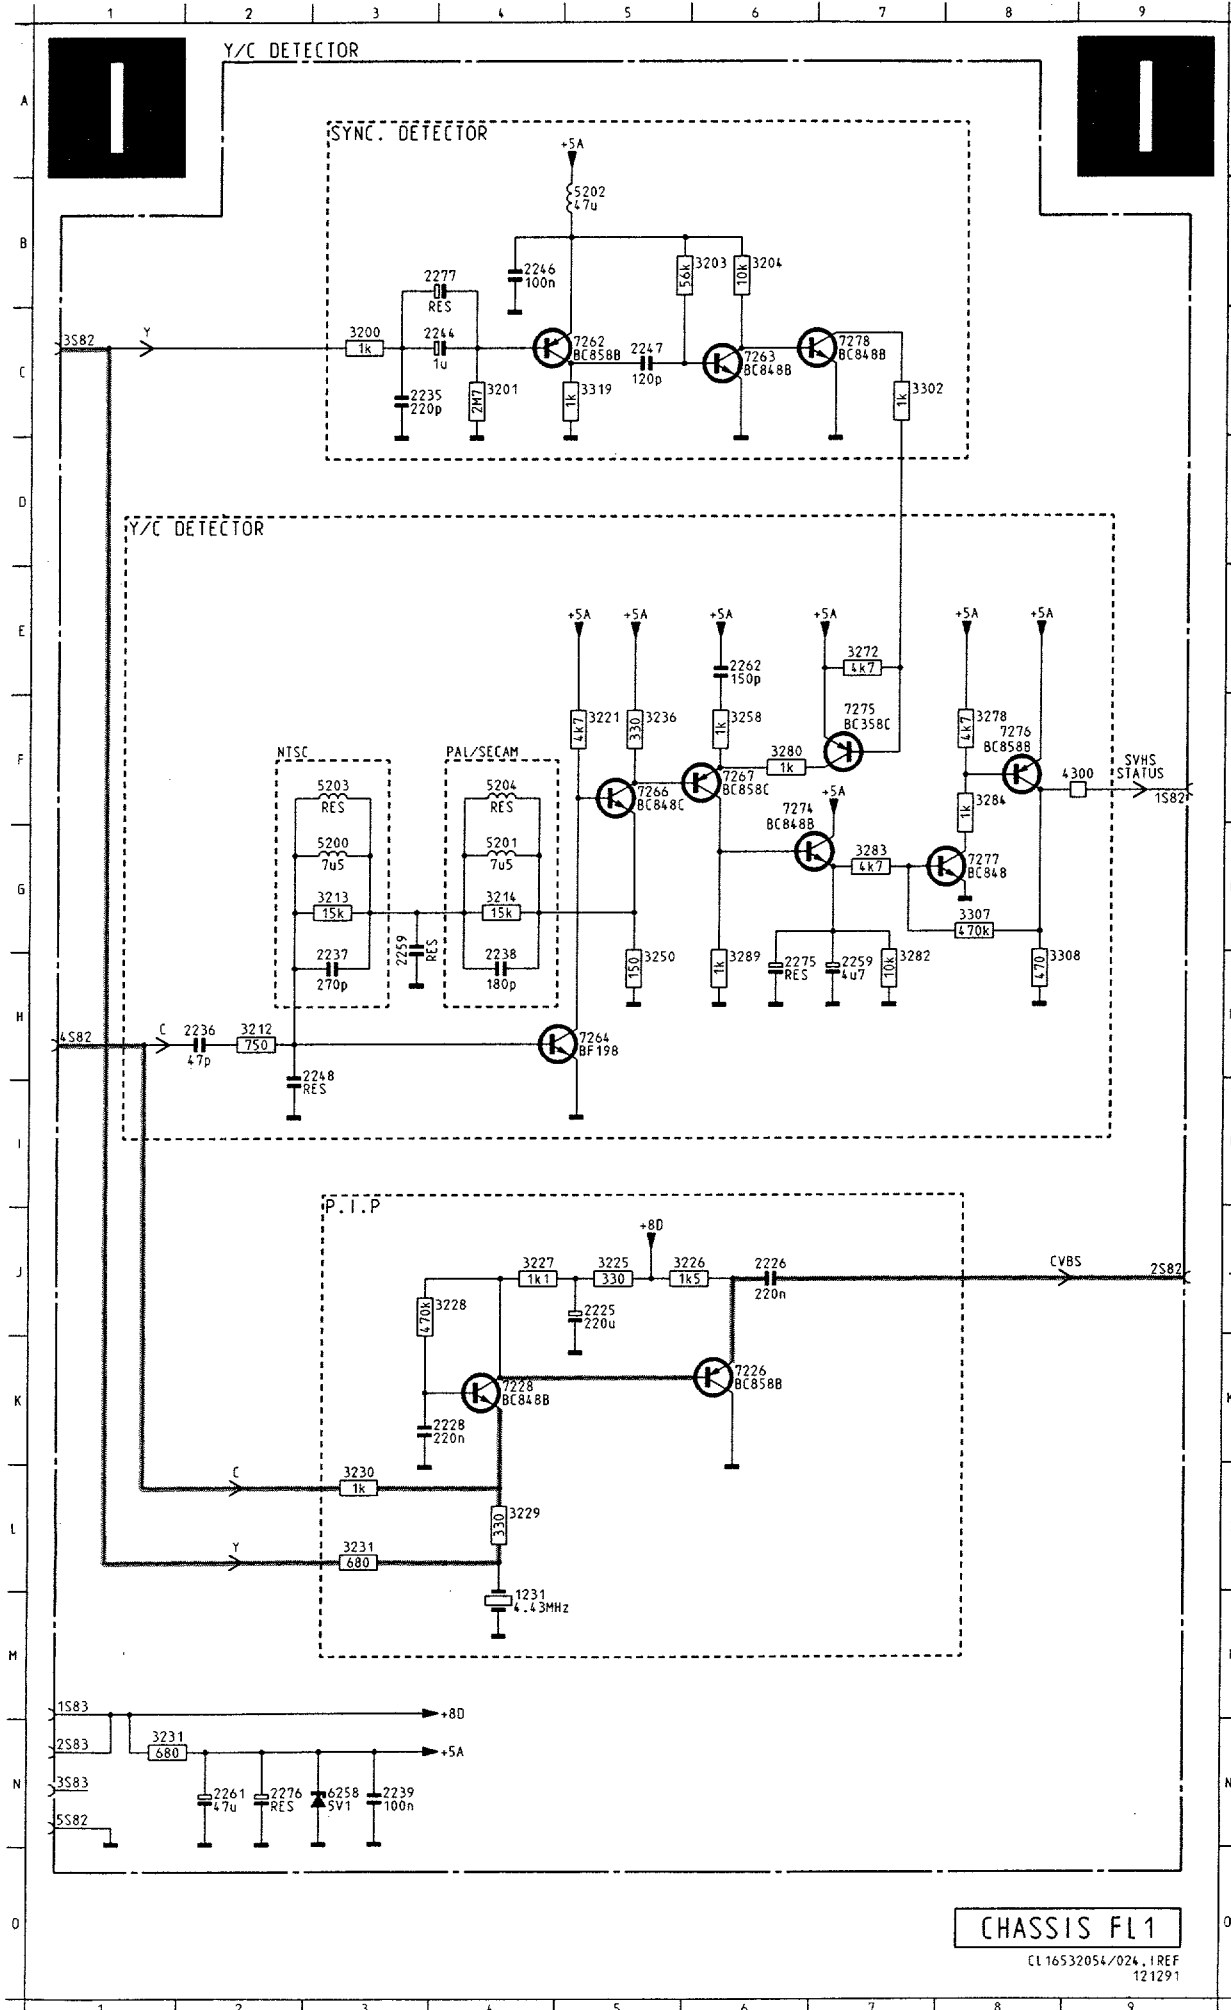 1 2 3 4 5 6 7 8 9
Y/C DETECTOR
I
I
A
SYNC. DETECTOR
+5A
5202
47u
B
2277
RES
2246
100n
3203
56k
3204
10k
3S82
Y
3200
1k
2244
1u
7262
BC858B
2247
120p
7263
BC848B
7278
BC848B
C
2235
220p
3201
2M7
3319
1k
3302
1k
D
Y/C DETECTOR
E
+5A
+5A
+5A
+5A
+5A
+5A
2262
150p
3272
4k7
3221
4k7
3236
330
3258
1k
7275
BC358C
3278
4k7
7276
BC858B
F
NTSC
PAL/SECAM
3280
1k
SVHS
STATUS
4300
1S82
5203
RES
5204
RES
7266
BC848C
7267
BC858C
+5A
7274
BC848B
3284
1k
5200
7u5
5201
7u5
3283
4k7
7277
BC848
G
3213
15k
3214
15k
3307
470k
2237
270p
2259
RES
2238
180p
3250
150
3289
1k
2275
RES
2259
4u7
3282
10k
3308
470
H
4S82
C
2236
47p
3212
750
7264
BF198
2248
RES
I
P.I.P
+8D
J
3227
1k1
3225
330
3226
1k5
2226
220n
CVBS
2S82
3228
470k
2225
220u
7228
BC848B
7226
BC858B
K
K
2228
220n
C
3230
1k
3229
330
L
Y
3231
680
1231
4.43MHz
M
1S83
+8D
2S83
3231
680
+5A
N
N
3S83
2261
47u
2276
RES
6258
5V1
2239
100n
5S82
O
O
CHASSIS FL1
CL16532054/024.IREF
121291
1 2 3 4 5 6 7 8 9